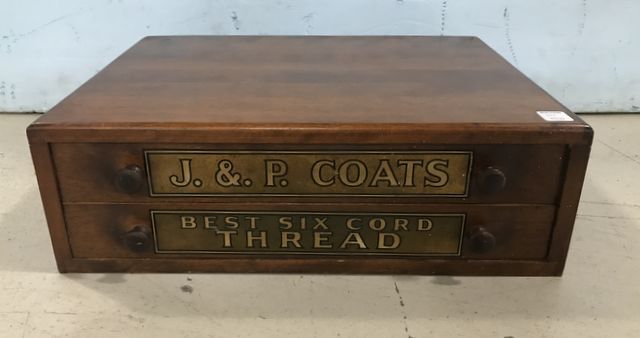 J. & P. COATS
BEST SIX CORD
THREAD